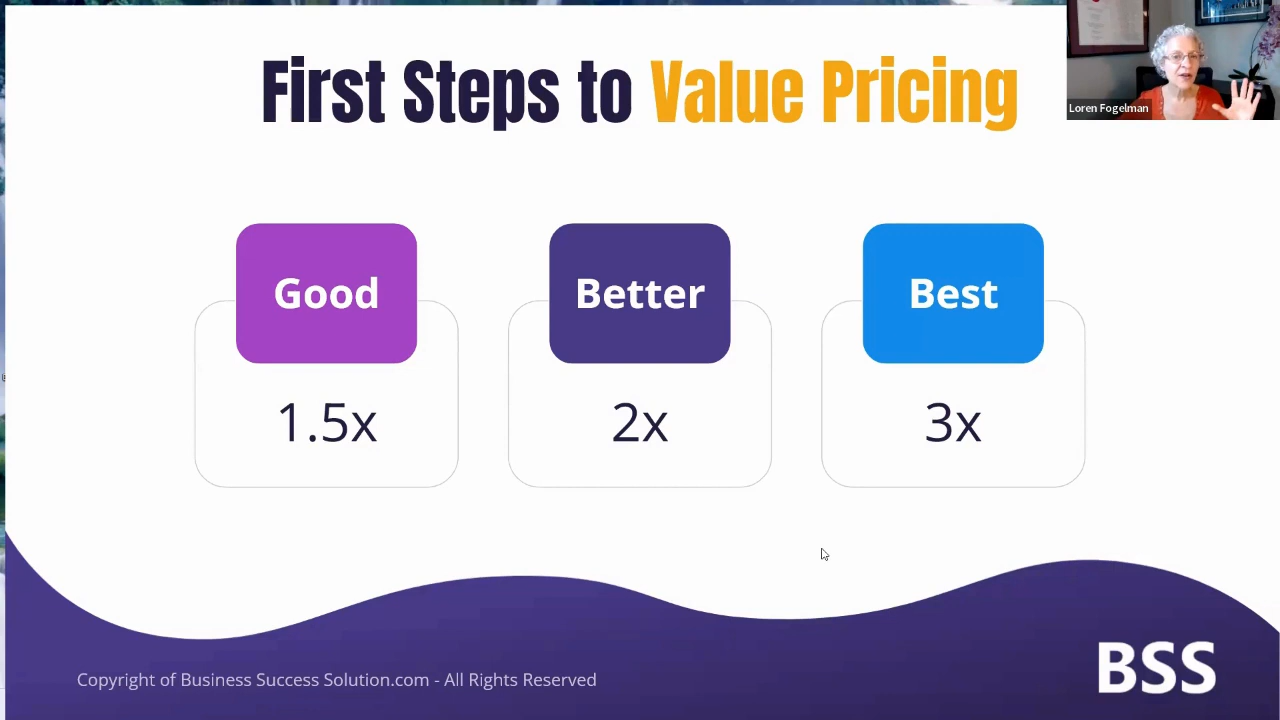 First Steps to Value Pricing
Loren Fogelman
Good
Better
Best
1.5x
2x
3x
Copyright of Business Success Solution.com - All Rights Reserved
BSS